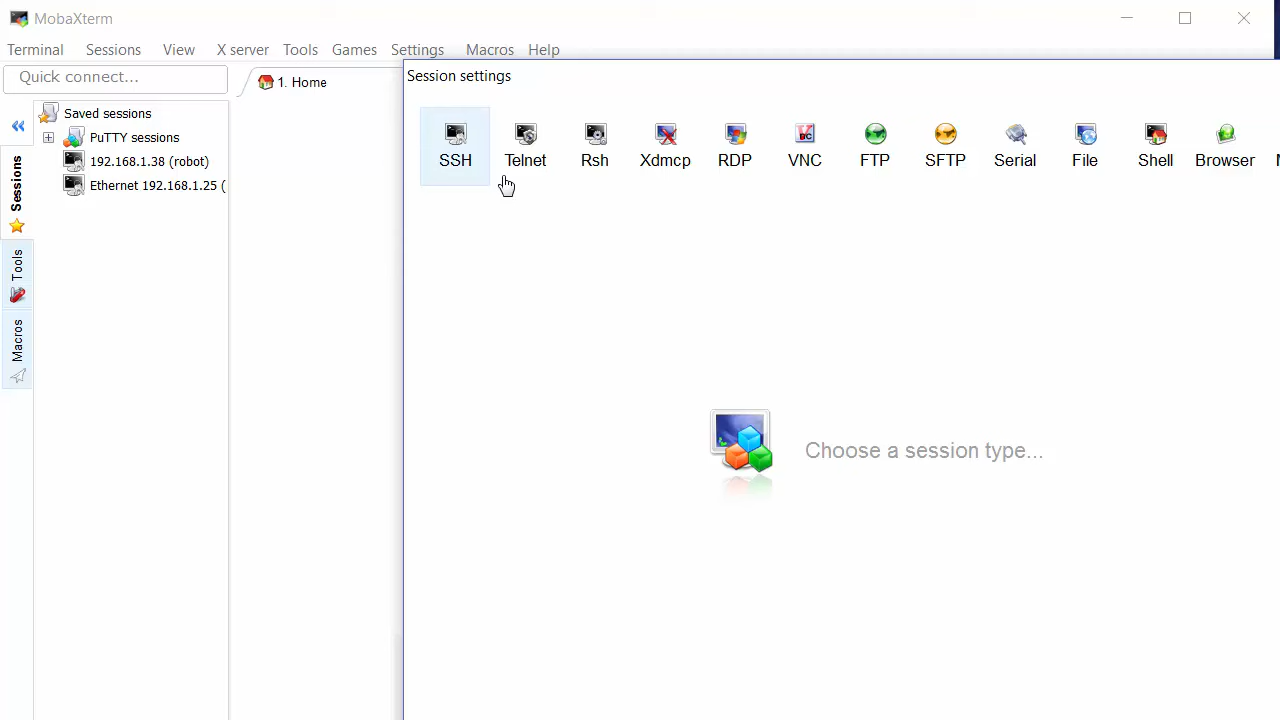 MobaXterm
Terminal Sessions View X server Tools Games Settings Macros Help
Quick connect...
1. Home
Saved sessions
PuTTY sessions
192.168.1.38 (robot)
Ethernet 192.168.1.25 (
Sessions
Tools
Macros
Session settings
SSH Telnet Rsh Xdmcp RDP VNC FTP SFTP Serial File Shell Browser
Choose a session type...